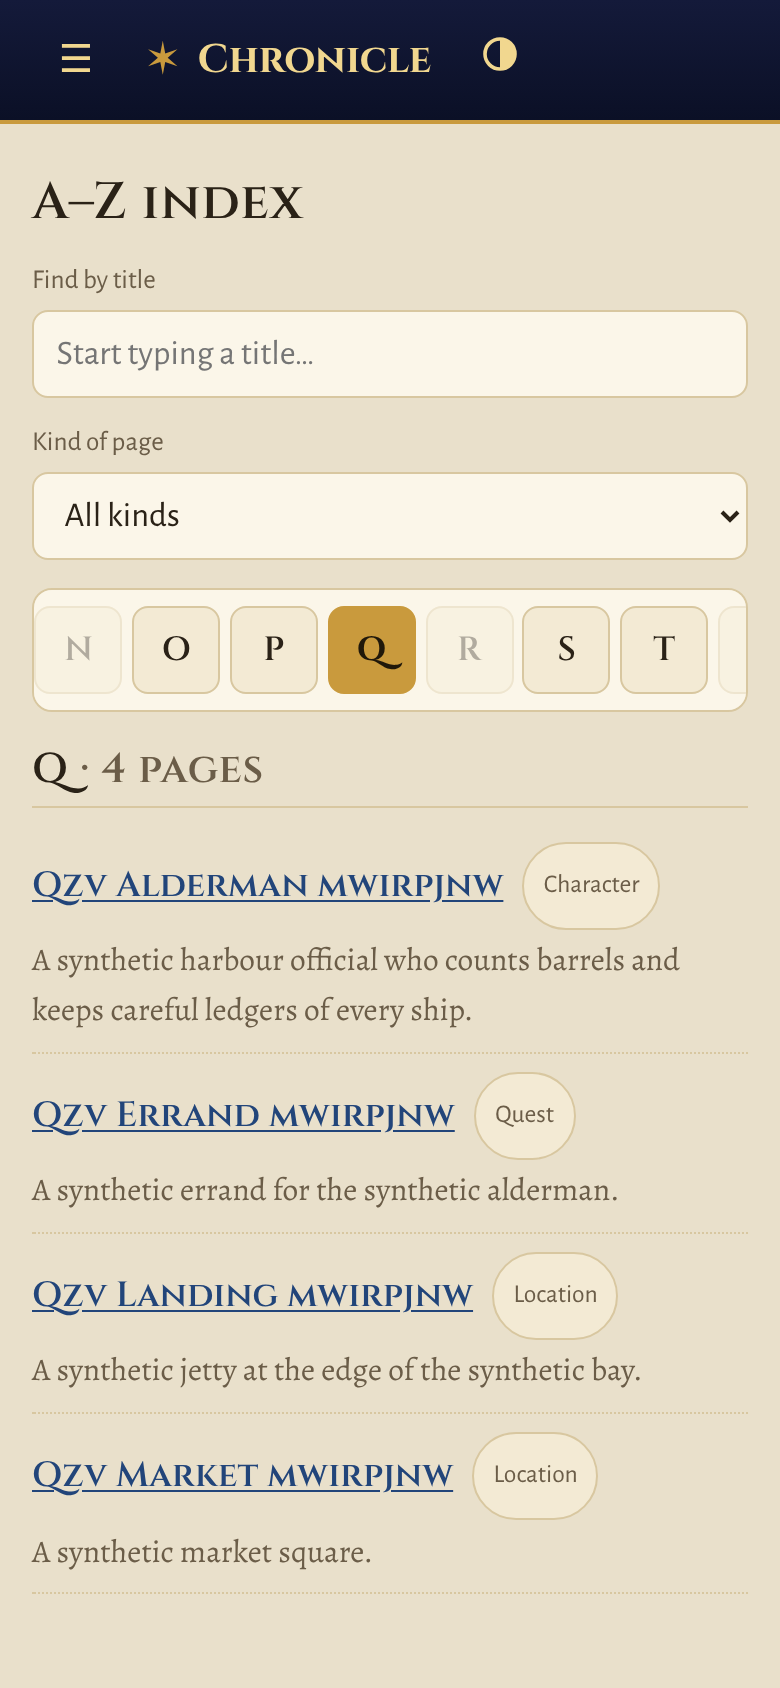 Chronicle
A–Z index
Find by title
Start typing a title…
Kind of page
All kinds
N O P Q R S T
Q · 4 pages
Qzv Alderman mwirpjnw Character
A synthetic harbour official who counts barrels and
keeps careful ledgers of every ship.
Qzv Errand mwirpjnw Quest
A synthetic errand for the synthetic alderman.
Qzv Landing mwirpjnw Location
A synthetic jetty at the edge of the synthetic bay.
Qzv Market mwirpjnw Location
A synthetic market square.